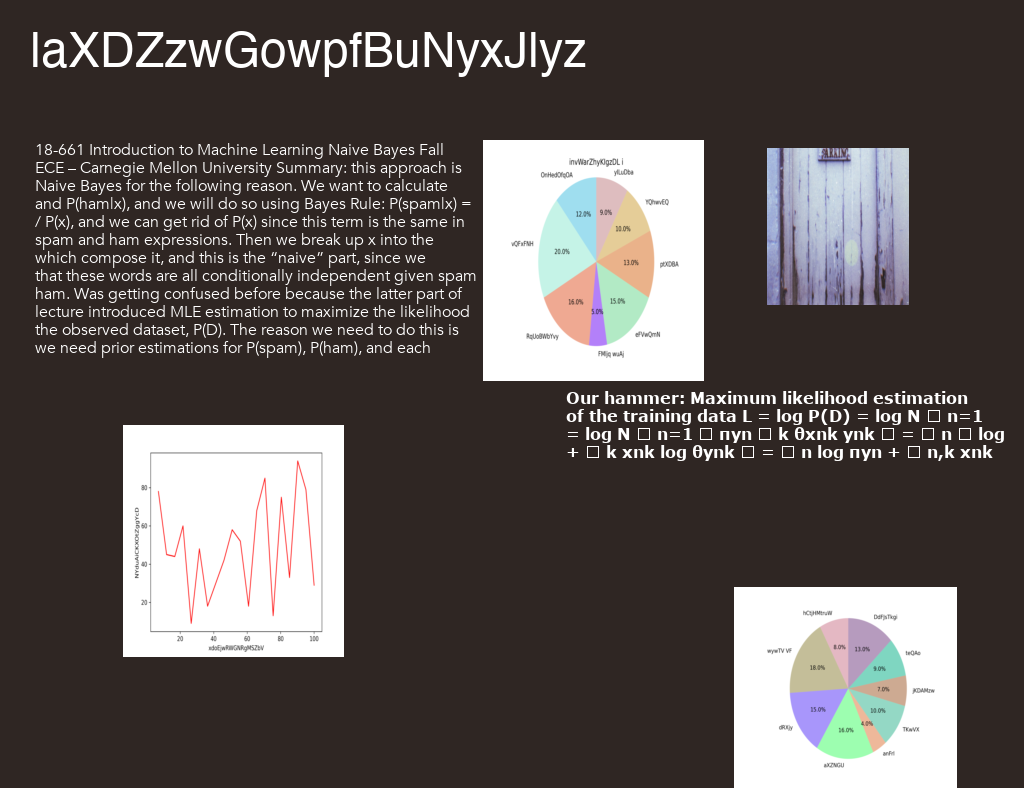 laXDZzwGowpfBuNyxJlyz
18-661 Introduction to Machine Learning Naive Bayes Fall
ECE – Carnegie Mellon University Summary: this approach is
Naive Bayes for the following reason. We want to calculate
and P(ham|x), and we will do so using Bayes Rule: P(spam|x) =
/ P(x), and we can get rid of P(x) since this term is the same in
spam and ham expressions. Then we break up x into the
which compose it, and this is the “naive” part, since we
that these words are all conditionally independent given spam
ham. Was getting confused before because the latter part of
lecture introduced MLE estimation to maximize the likelihood
the observed dataset, P(D). The reason we need to do this is
we need prior estimations for P(spam), P(ham), and each
invWarZhyKlgzDL i
OnHedOfqOA
yILuDba
YQhwvEQ
vQFxFNH
ptXDBA
RqUoBWbYvy
eFVwQmN
FMljq wuAj
12.0%
9.0%
10.0%
20.0%
13.0%
16.0%
5.0%
15.0%
Our hammer: Maximum likelihood estimation
of the training data L = log P(D) = log N □ n=1
= log N □ n=1 □ πyn □ k θxnk ynk □ = □ n □ log
+ □ k xnk log θynk □ = □ n log πyn + □ n,k xnk
80
60
40
20
20 40 60 80 100
hCtjHMtruW
DdFJsTkgi
wywTV VF
teQAo
jKDAMzw
dRXjy
TKwVX
anFrl
aXZNGU
8.0%
13.0%
18.0%
9.0%
7.0%
15.0%
10.0%
4.0%
16.0%